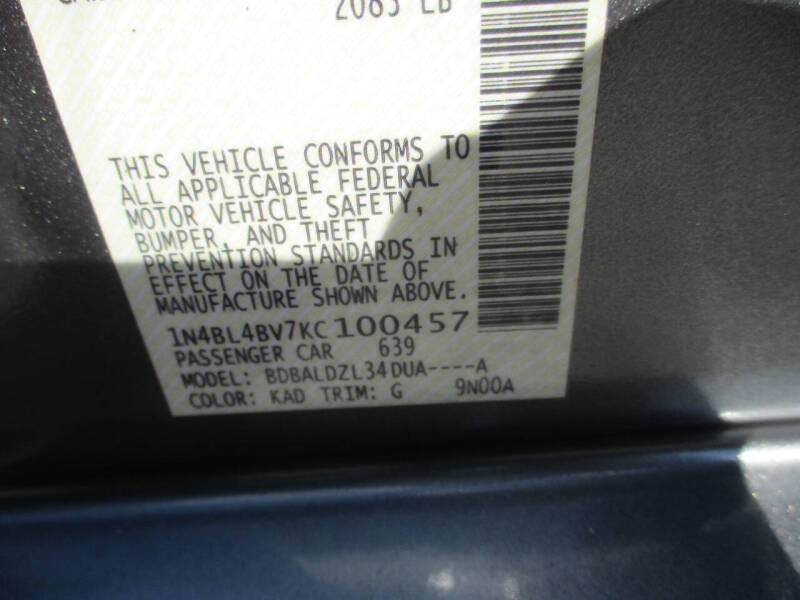 2083 LB
THIS VEHICLE CONFORMS TO
ALL APPLICABLE FEDERAL
MOTOR VEHICLE SAFETY,
BUMPER, AND THEFT
PREVENTION STANDARDS IN
EFFECT ON THE DATE OF
MANUFACTURE SHOWN ABOVE.
1N4BL4BV7KC100457
PASSENGER CAR 639
MODEL: BDBALDZL34DUA----A
COLOR: KAD TRIM: G 9N00A